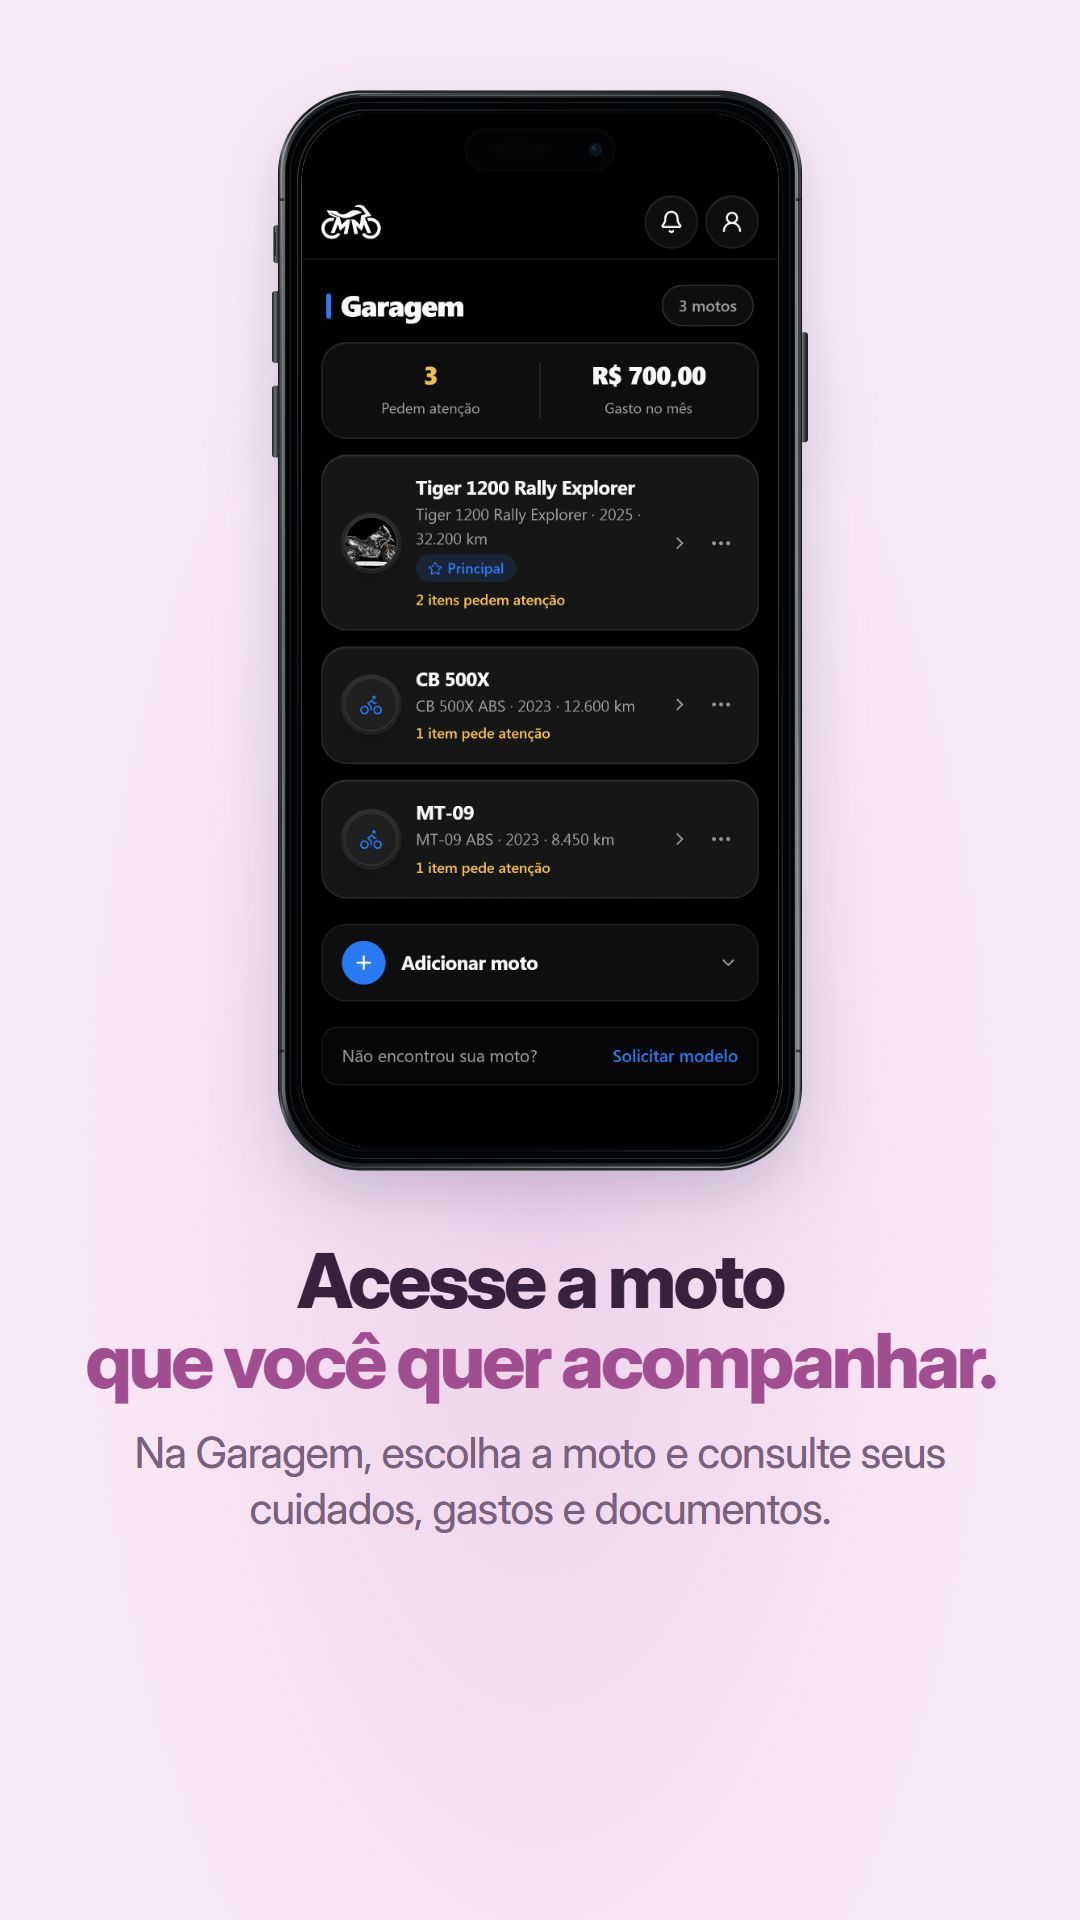 MM
Garagem
3 motos
3
Pedem atenção
R$ 700,00
Gasto no mês
Tiger 1200 Rally Explorer
Tiger 1200 Rally Explorer · 2025 ·
32.200 km
Principal
2 itens pedem atenção
CB 500X
CB 500X ABS · 2023 · 12.600 km
1 item pede atenção
MT-09
MT-09 ABS · 2023 · 8.450 km
1 item pede atenção
Adicionar moto
Não encontrou sua moto?
Solicitar modelo
Acesse a moto
que você quer acompanhar.
Na Garagem, escolha a moto e consulte seus
cuidados, gastos e documentos.